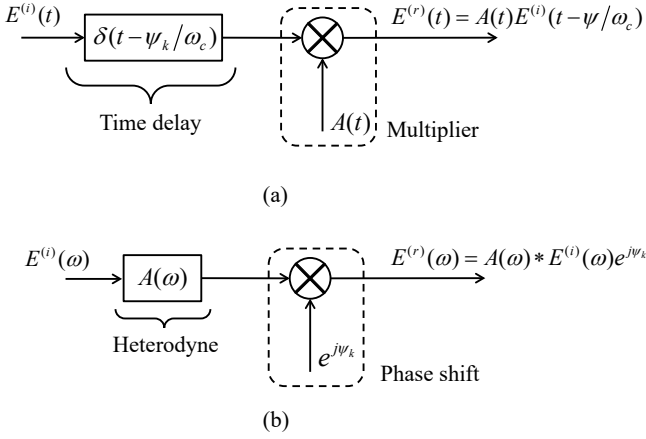 E^{(i)}(t)
δ(t−ψ_k/ω_c)
E^{(r)}(t) = A(t)E^{(i)}(t−ψ/ω_c)
Time delay
A(t)
Multiplier
(a)
E^{(i)}(ω)
A(ω)
E^{(r)}(ω) = A(ω)∗E^{(i)}(ω)e^{jψ_k}
Heterodyne
e^{jψ_k}
Phase shift
(b)